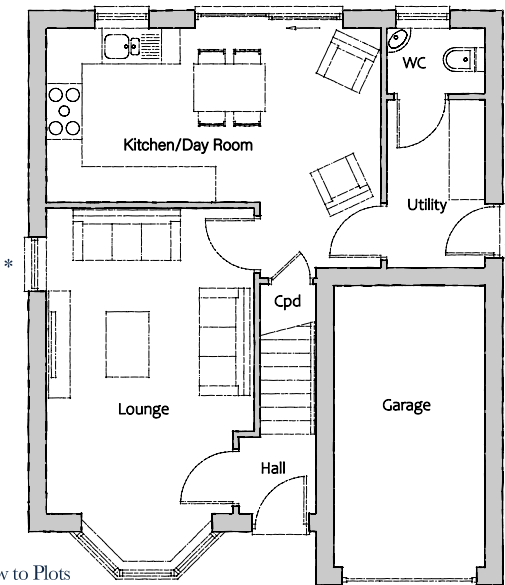 WC
Kitchen/Day Room
Utility
*
Cpd
Lounge
Garage
Hall
to Plots